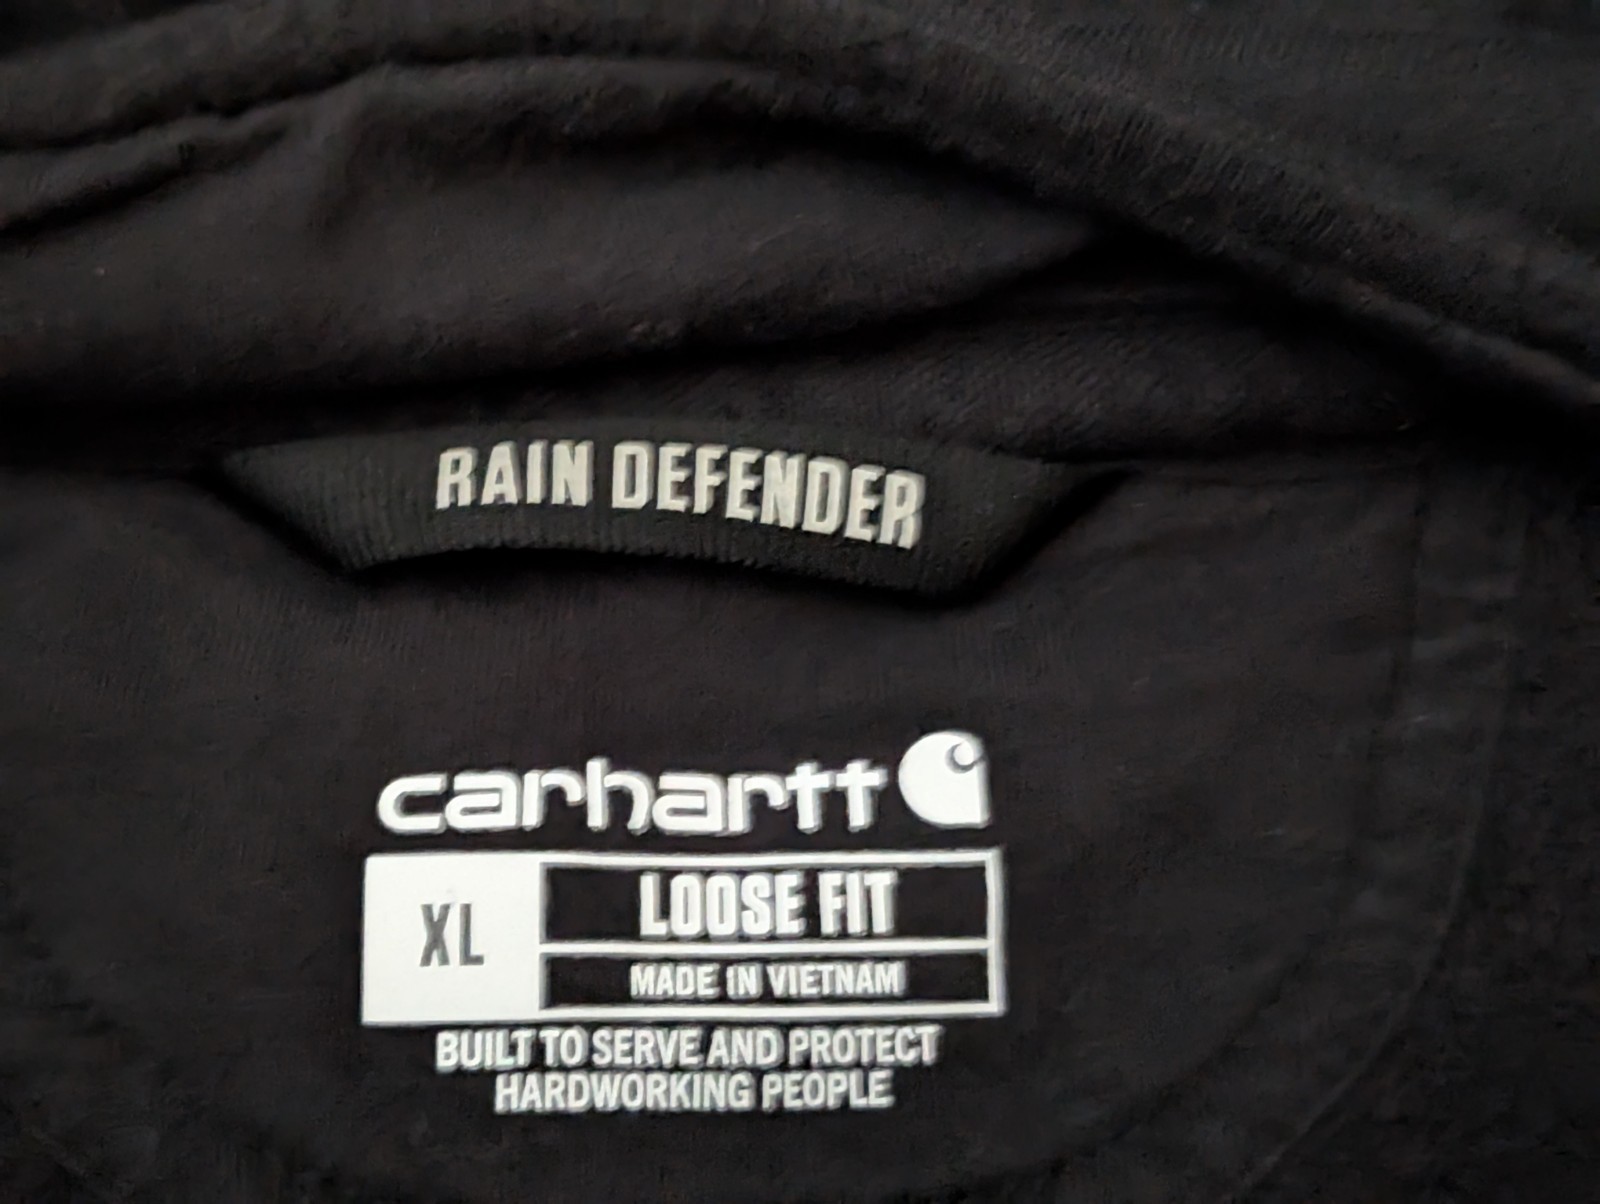 RAIN DEFENDER
carhartt
XL
LOOSE FIT
MADE IN VIETNAM
BUILT TO SERVE AND PROTECT
HARDWORKING PEOPLE